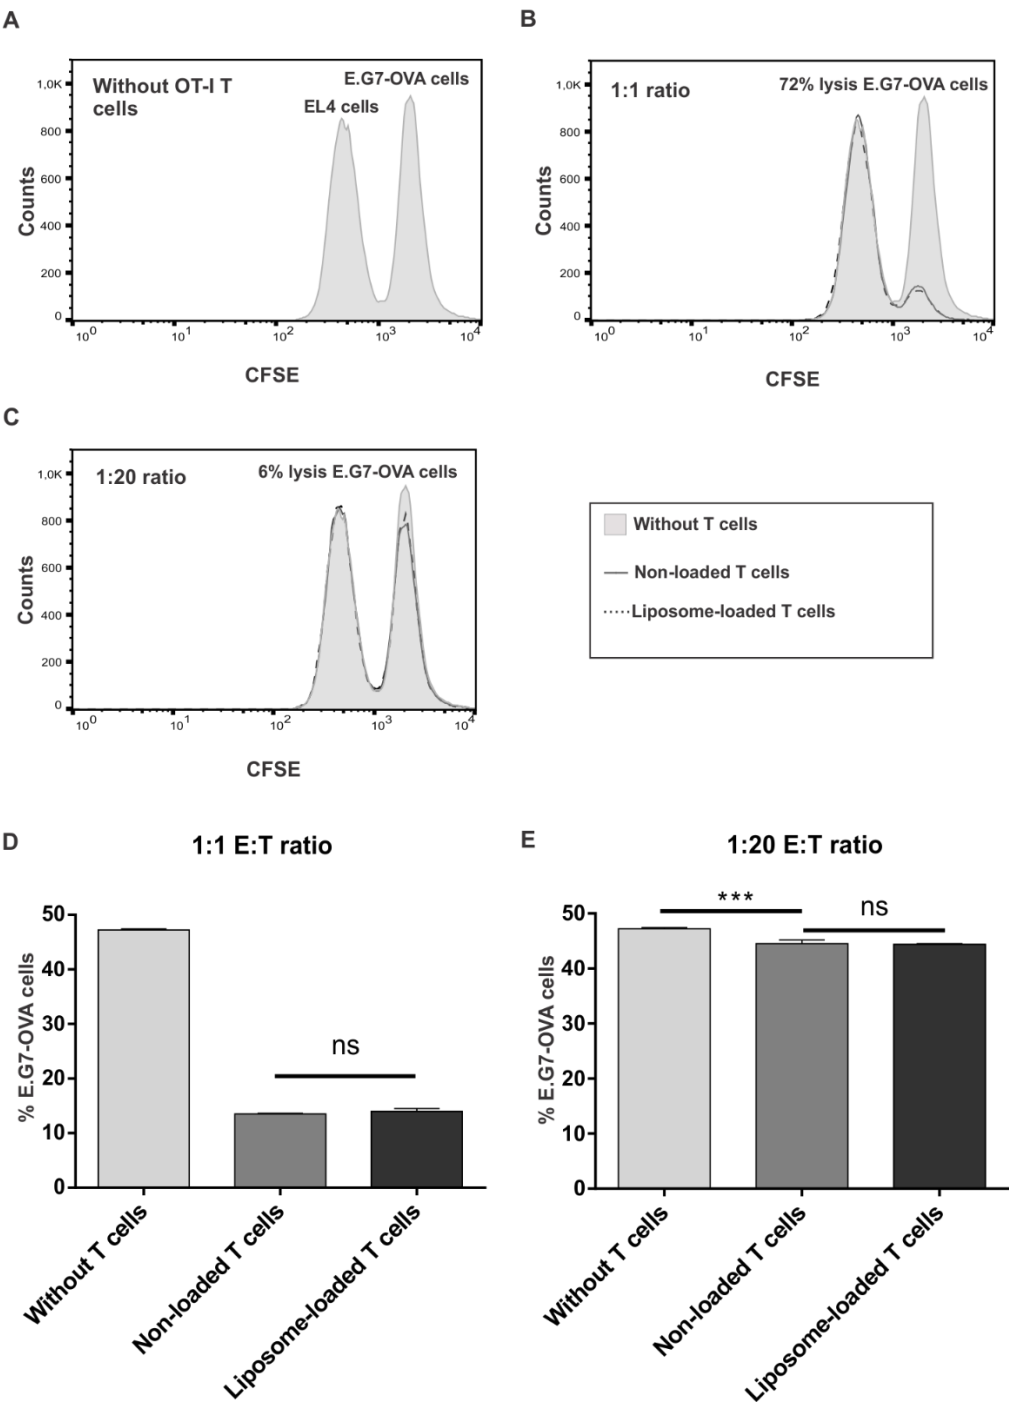 A
Without OT-I T
cells
E.G7-OVA cells
EL4 cells
1,0K
800
600
400
200
0
Counts
10⁰ 10¹ 10² 10³ 10⁴
CFSE
B
1:1 ratio
72% lysis E.G7-OVA cells
1,0K
800
600
400
200
0
Counts
10⁰ 10¹ 10² 10³ 10⁴
CFSE
C
1:20 ratio
6% lysis E.G7-OVA cells
1,0K
800
600
400
200
0
Counts
10⁰ 10¹ 10² 10³ 10⁴
CFSE
Without T cells
Non-loaded T cells
Liposome-loaded T cells
D
1:1 E:T ratio
50
40
30
20
10
0
% E.G7-OVA cells
ns
Without T cells
Non-loaded T cells
Liposome-loaded T cells
E
1:20 E:T ratio
50
40
30
20
10
0
% E.G7-OVA cells
***
ns
Without T cells
Non-loaded T cells
Liposome-loaded T cells